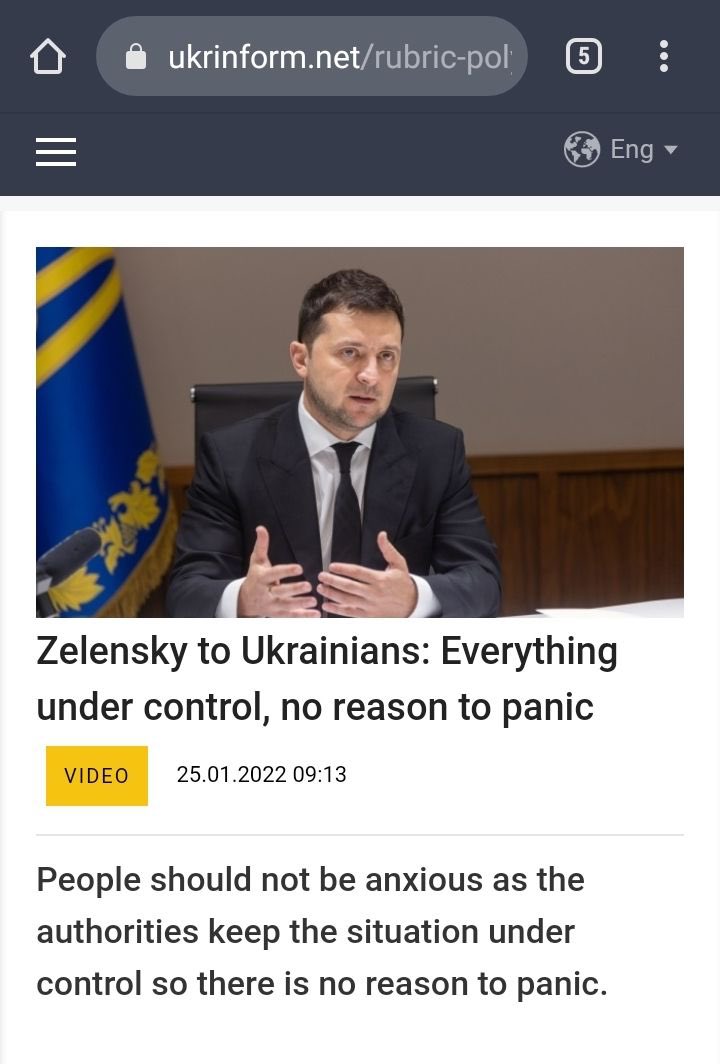 ukrinform.net/rubric-pol
5
Eng
Zelensky to Ukrainians: Everything
under control, no reason to panic
VIDEO
25.01.2022 09:13
People should not be anxious as the
authorities keep the situation under
control so there is no reason to panic.